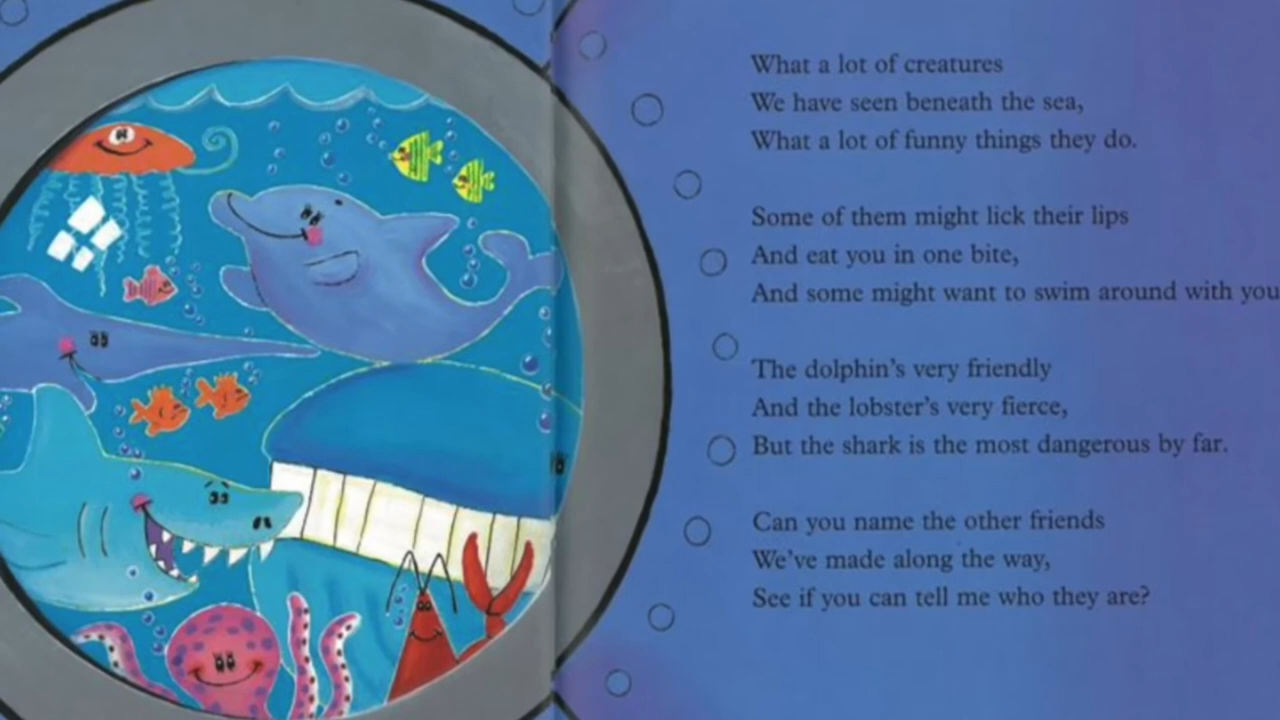 What a lot of creatures
We have seen beneath the sea,
What a lot of funny things they do.
Some of them might lick their lips
And eat you in one bite,
And some might want to swim around with you
The dolphin's very friendly
And the lobster's very fierce,
But the shark is the most dangerous by far.
Can you name the other friends
We've made along the way,
See if you can tell me who they are?